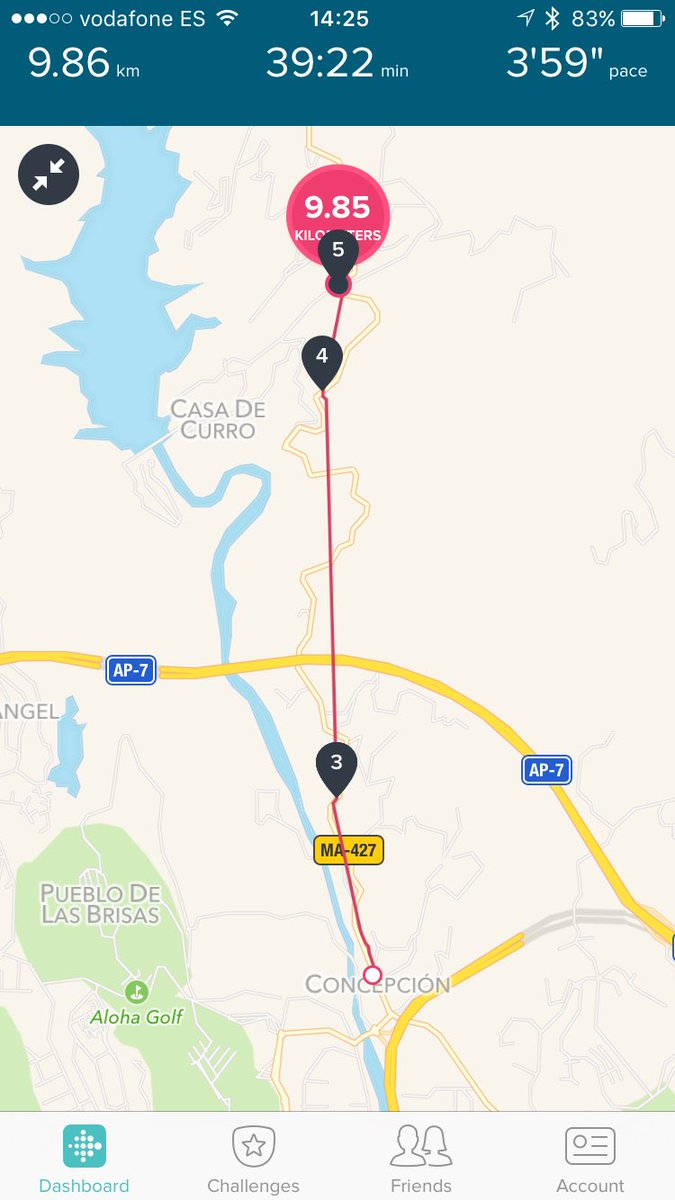 vodafone ES
14:25
83%
9.86 km
39:22 min
3'59" pace
9.85
5
4
CASA DE
CURRO
AP-7
ANGEL
AP-7
3
MA-427
PUEBLO DE
LAS BRISAS
CONCEPCIÓN
Aloha Golf
Dashboard
Challenges
Friends
Account